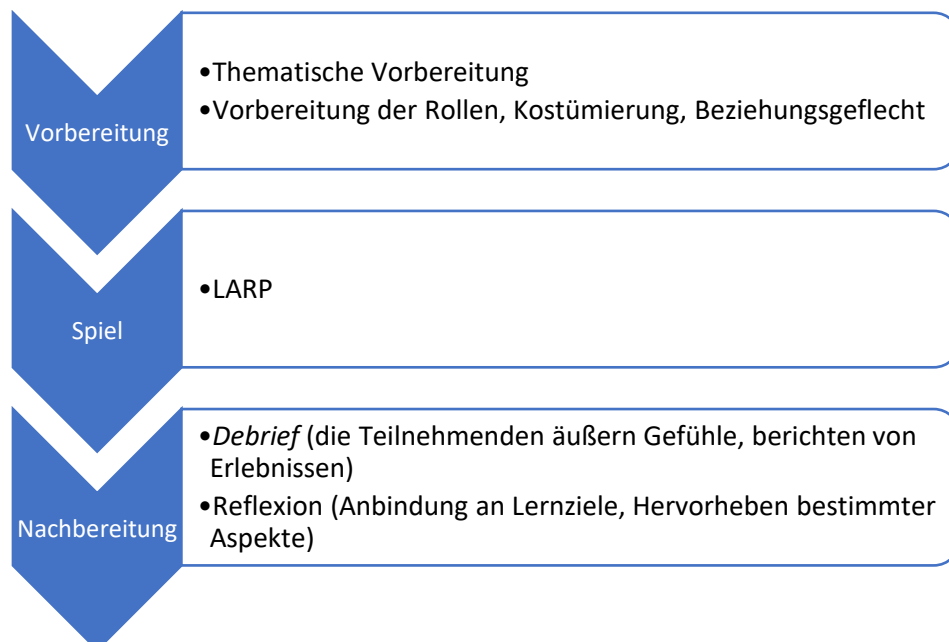 Vorbereitung
•Thematische Vorbereitung
•Vorbereitung der Rollen, Kostümierung, Beziehungsgeflecht
Spiel
•LARP
Nachbereitung
•Debrief (die Teilnehmenden äußern Gefühle, berichten von
Erlebnissen)
•Reflexion (Anbindung an Lernziele, Hervorheben bestimmter
Aspekte)